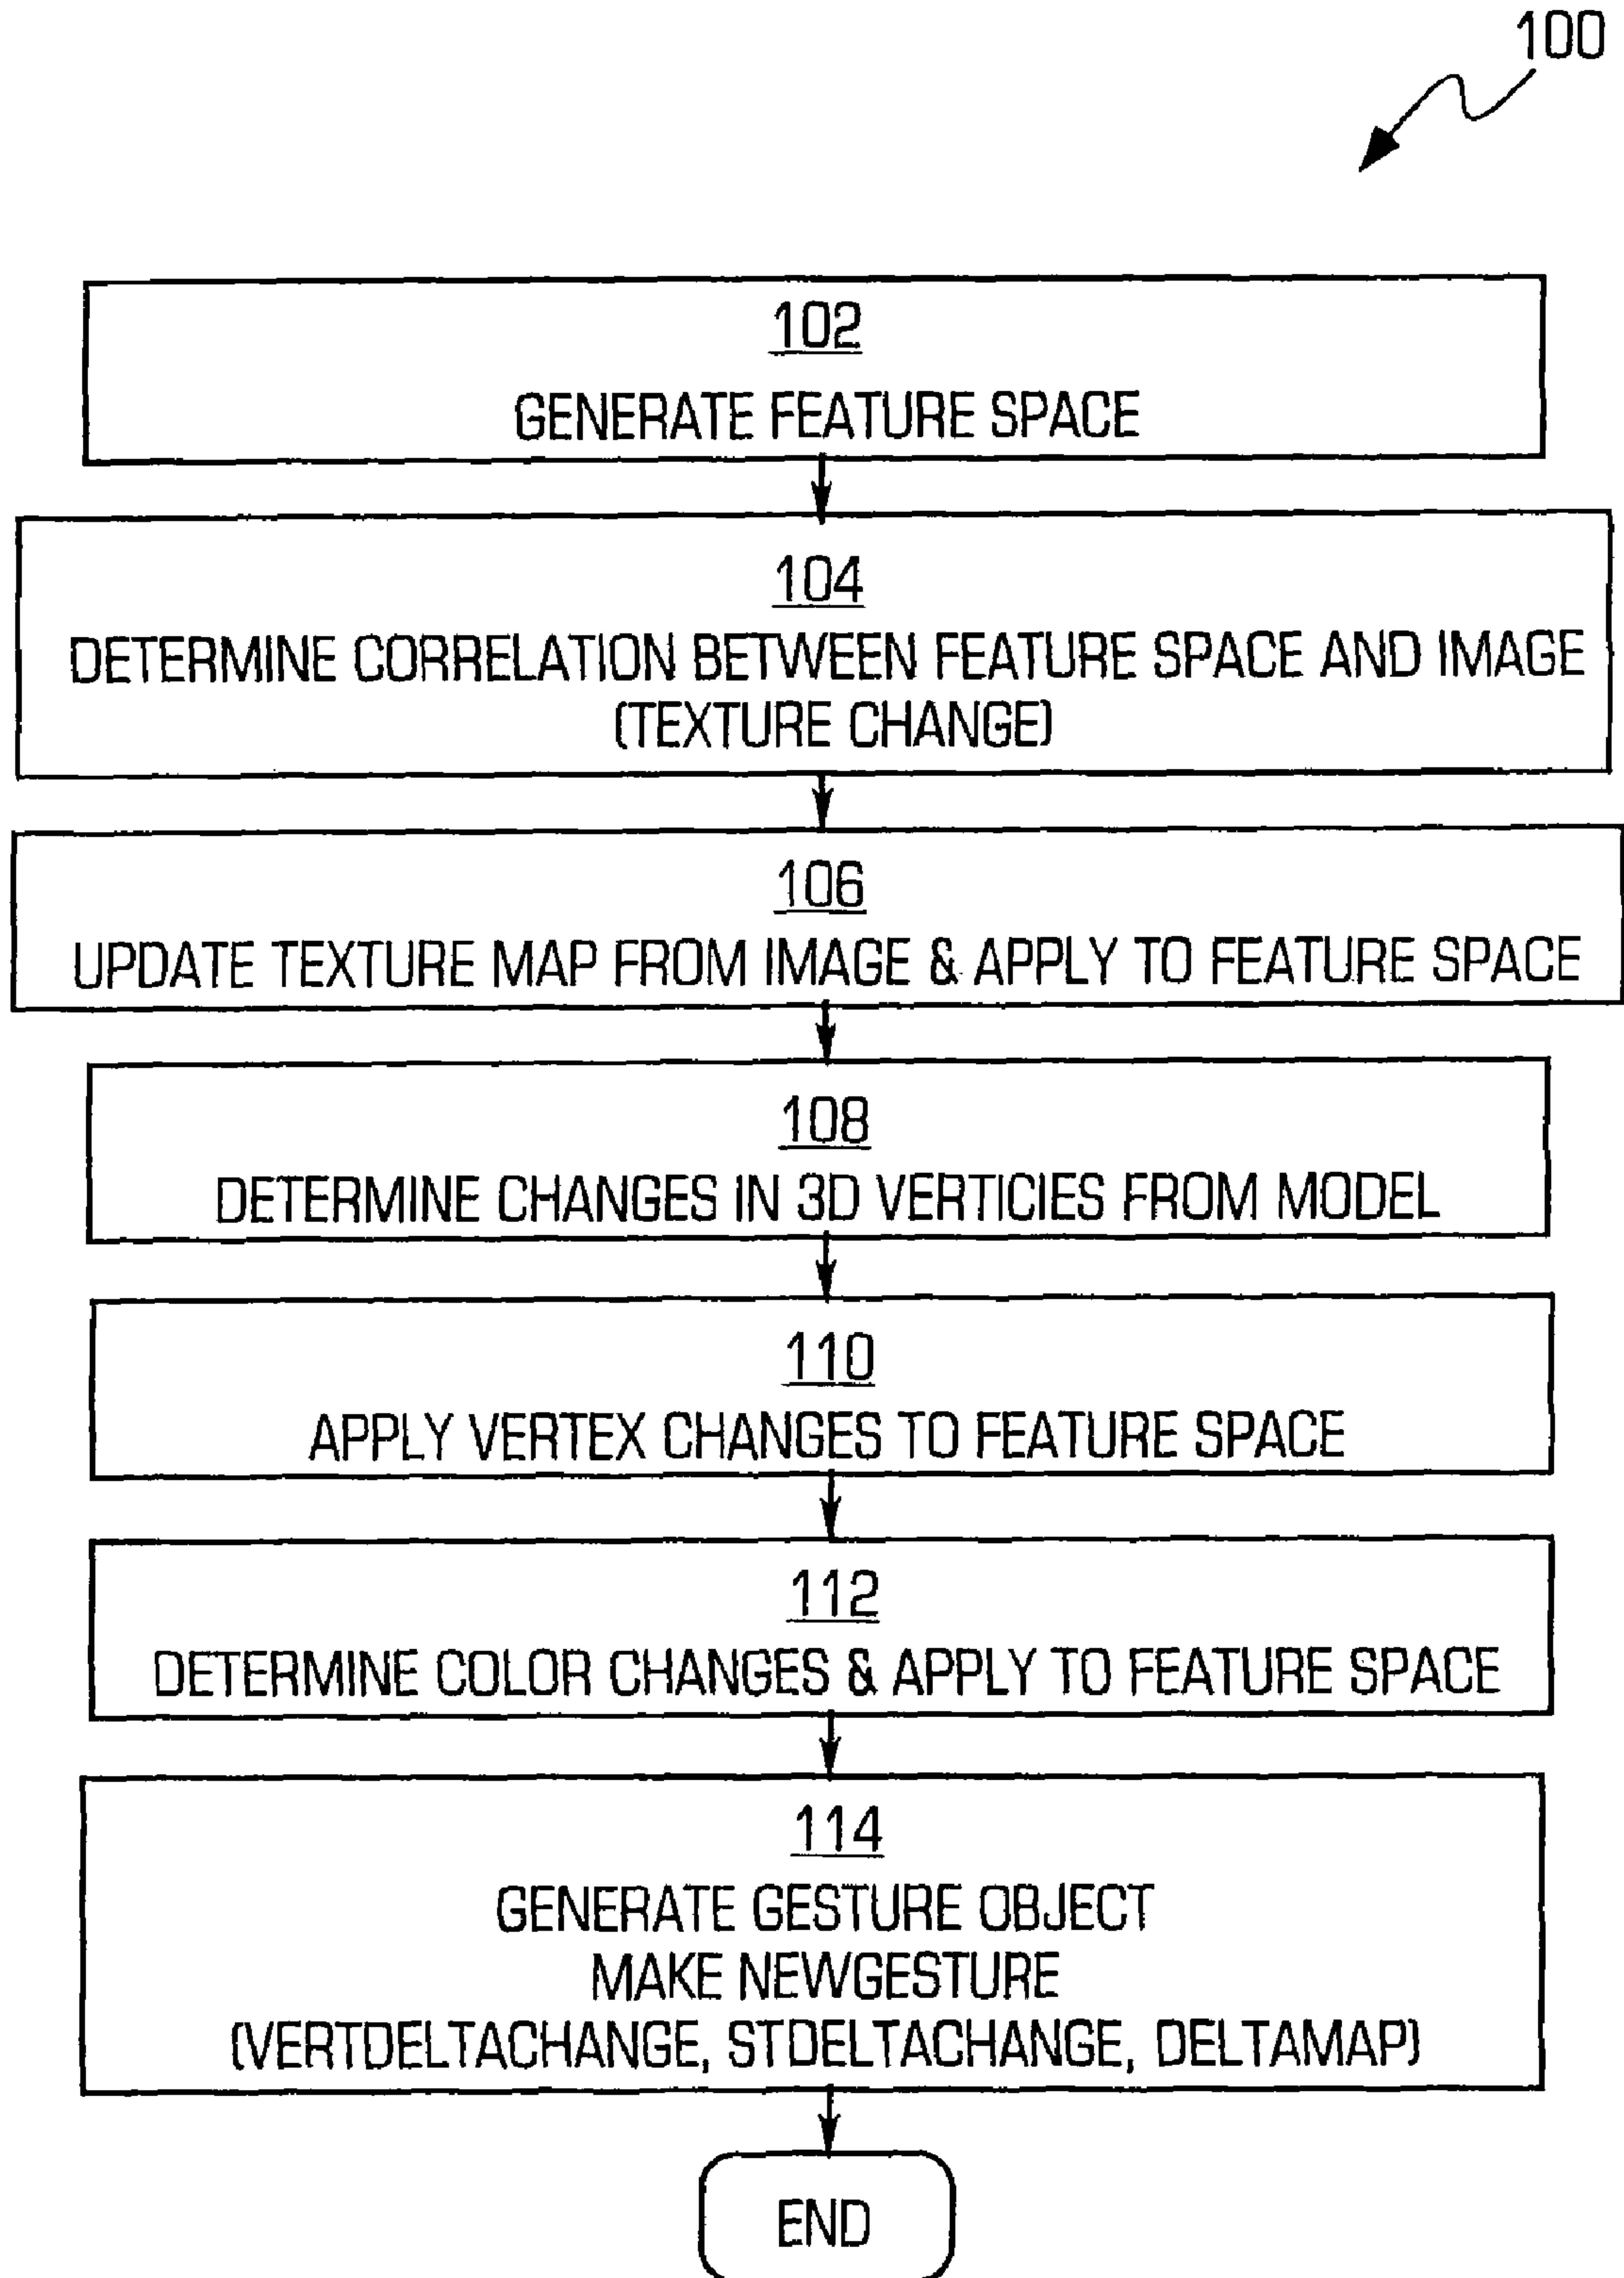 100
102
GENERATE FEATURE SPACE
104
DETERMINE CORRELATION BETWEEN FEATURE SPACE AND IMAGE
(TEXTURE CHANGE)
106
UPDATE TEXTURE MAP FROM IMAGE & APPLY TO FEATURE SPACE
108
DETERMINE CHANGES IN 3D VERTICIES FROM MODEL
110
APPLY VERTEX CHANGES TO FEATURE SPACE
112
DETERMINE COLOR CHANGES & APPLY TO FEATURE SPACE
114
GENERATE GESTURE OBJECT
MAKE NEWGESTURE
(VERTDELTACHANGE, STDELTACHANGE, DELTAMAP)
END